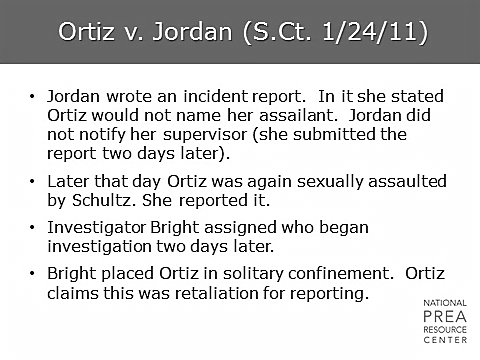 Ortiz v. Jordan (S.Ct. 1/24/11)
• Jordan wrote an incident report.  In it she stated
Ortiz would not name her assailant.  Jordan did
not notify her supervisor (she submitted the
report two days later).
• Later that day Ortiz was again sexually assaulted
by Schultz. She reported it.
• Investigator Bright assigned who began
investigation two days later.
• Bright placed Ortiz in solitary confinement.  Ortiz
claims this was retaliation for reporting.
NATIONAL
PREA
RESOURCE
CENTER